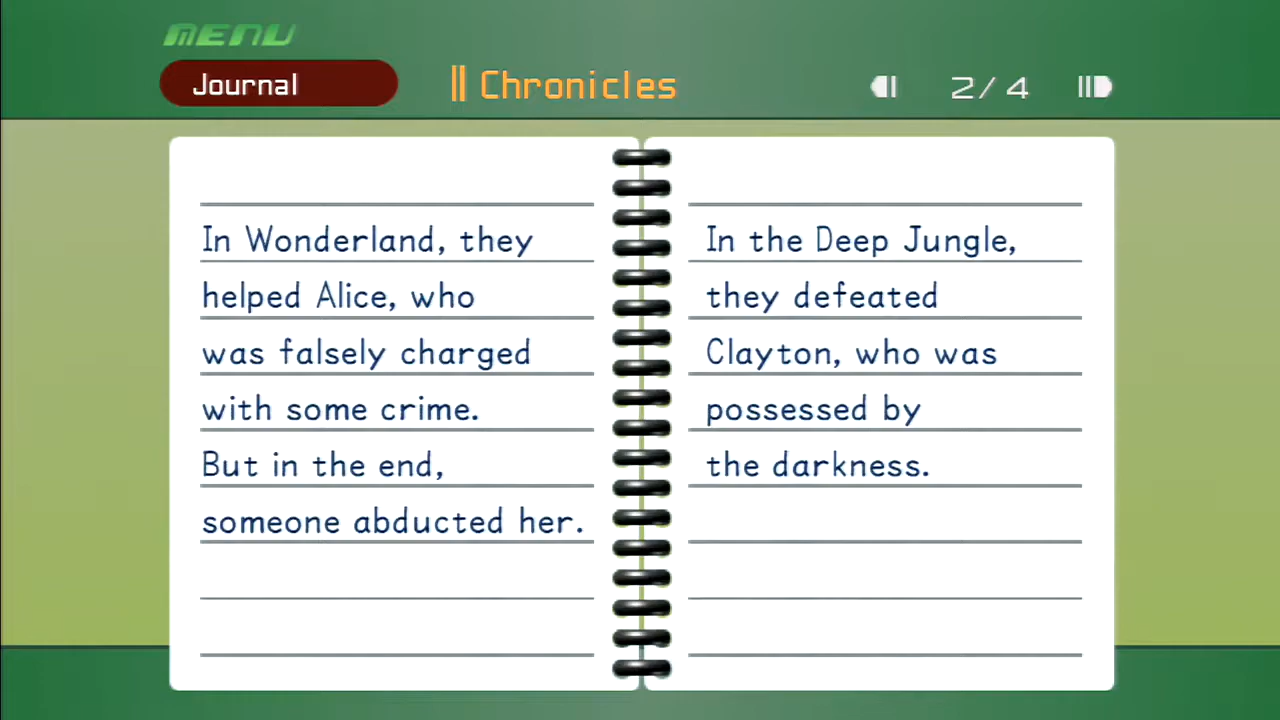 MENU
Journal
Chronicles
2/4
In Wonderland, they
helped Alice, who
was falsely charged
with some crime.
But in the end,
someone abducted her.
In the Deep Jungle,
they defeated
Clayton, who was
possessed by
the darkness.